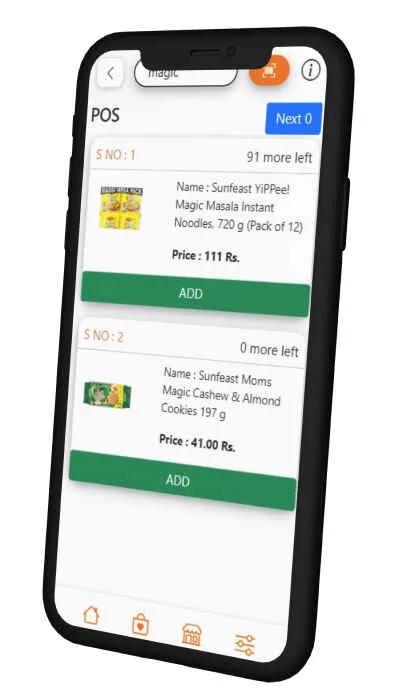 magic
POS
Next 0
S NO : 1
91 more left
Name : Sunfeast YiPPee!
Magic Masala Instant
Noodles, 720 g (Pack of 12)
Price : 111 Rs.
ADD
S NO : 2
0 more left
Name : Sunfeast Moms
Magic Cashew & Almond
Cookies 197 g
Price : 41.00 Rs.
ADD